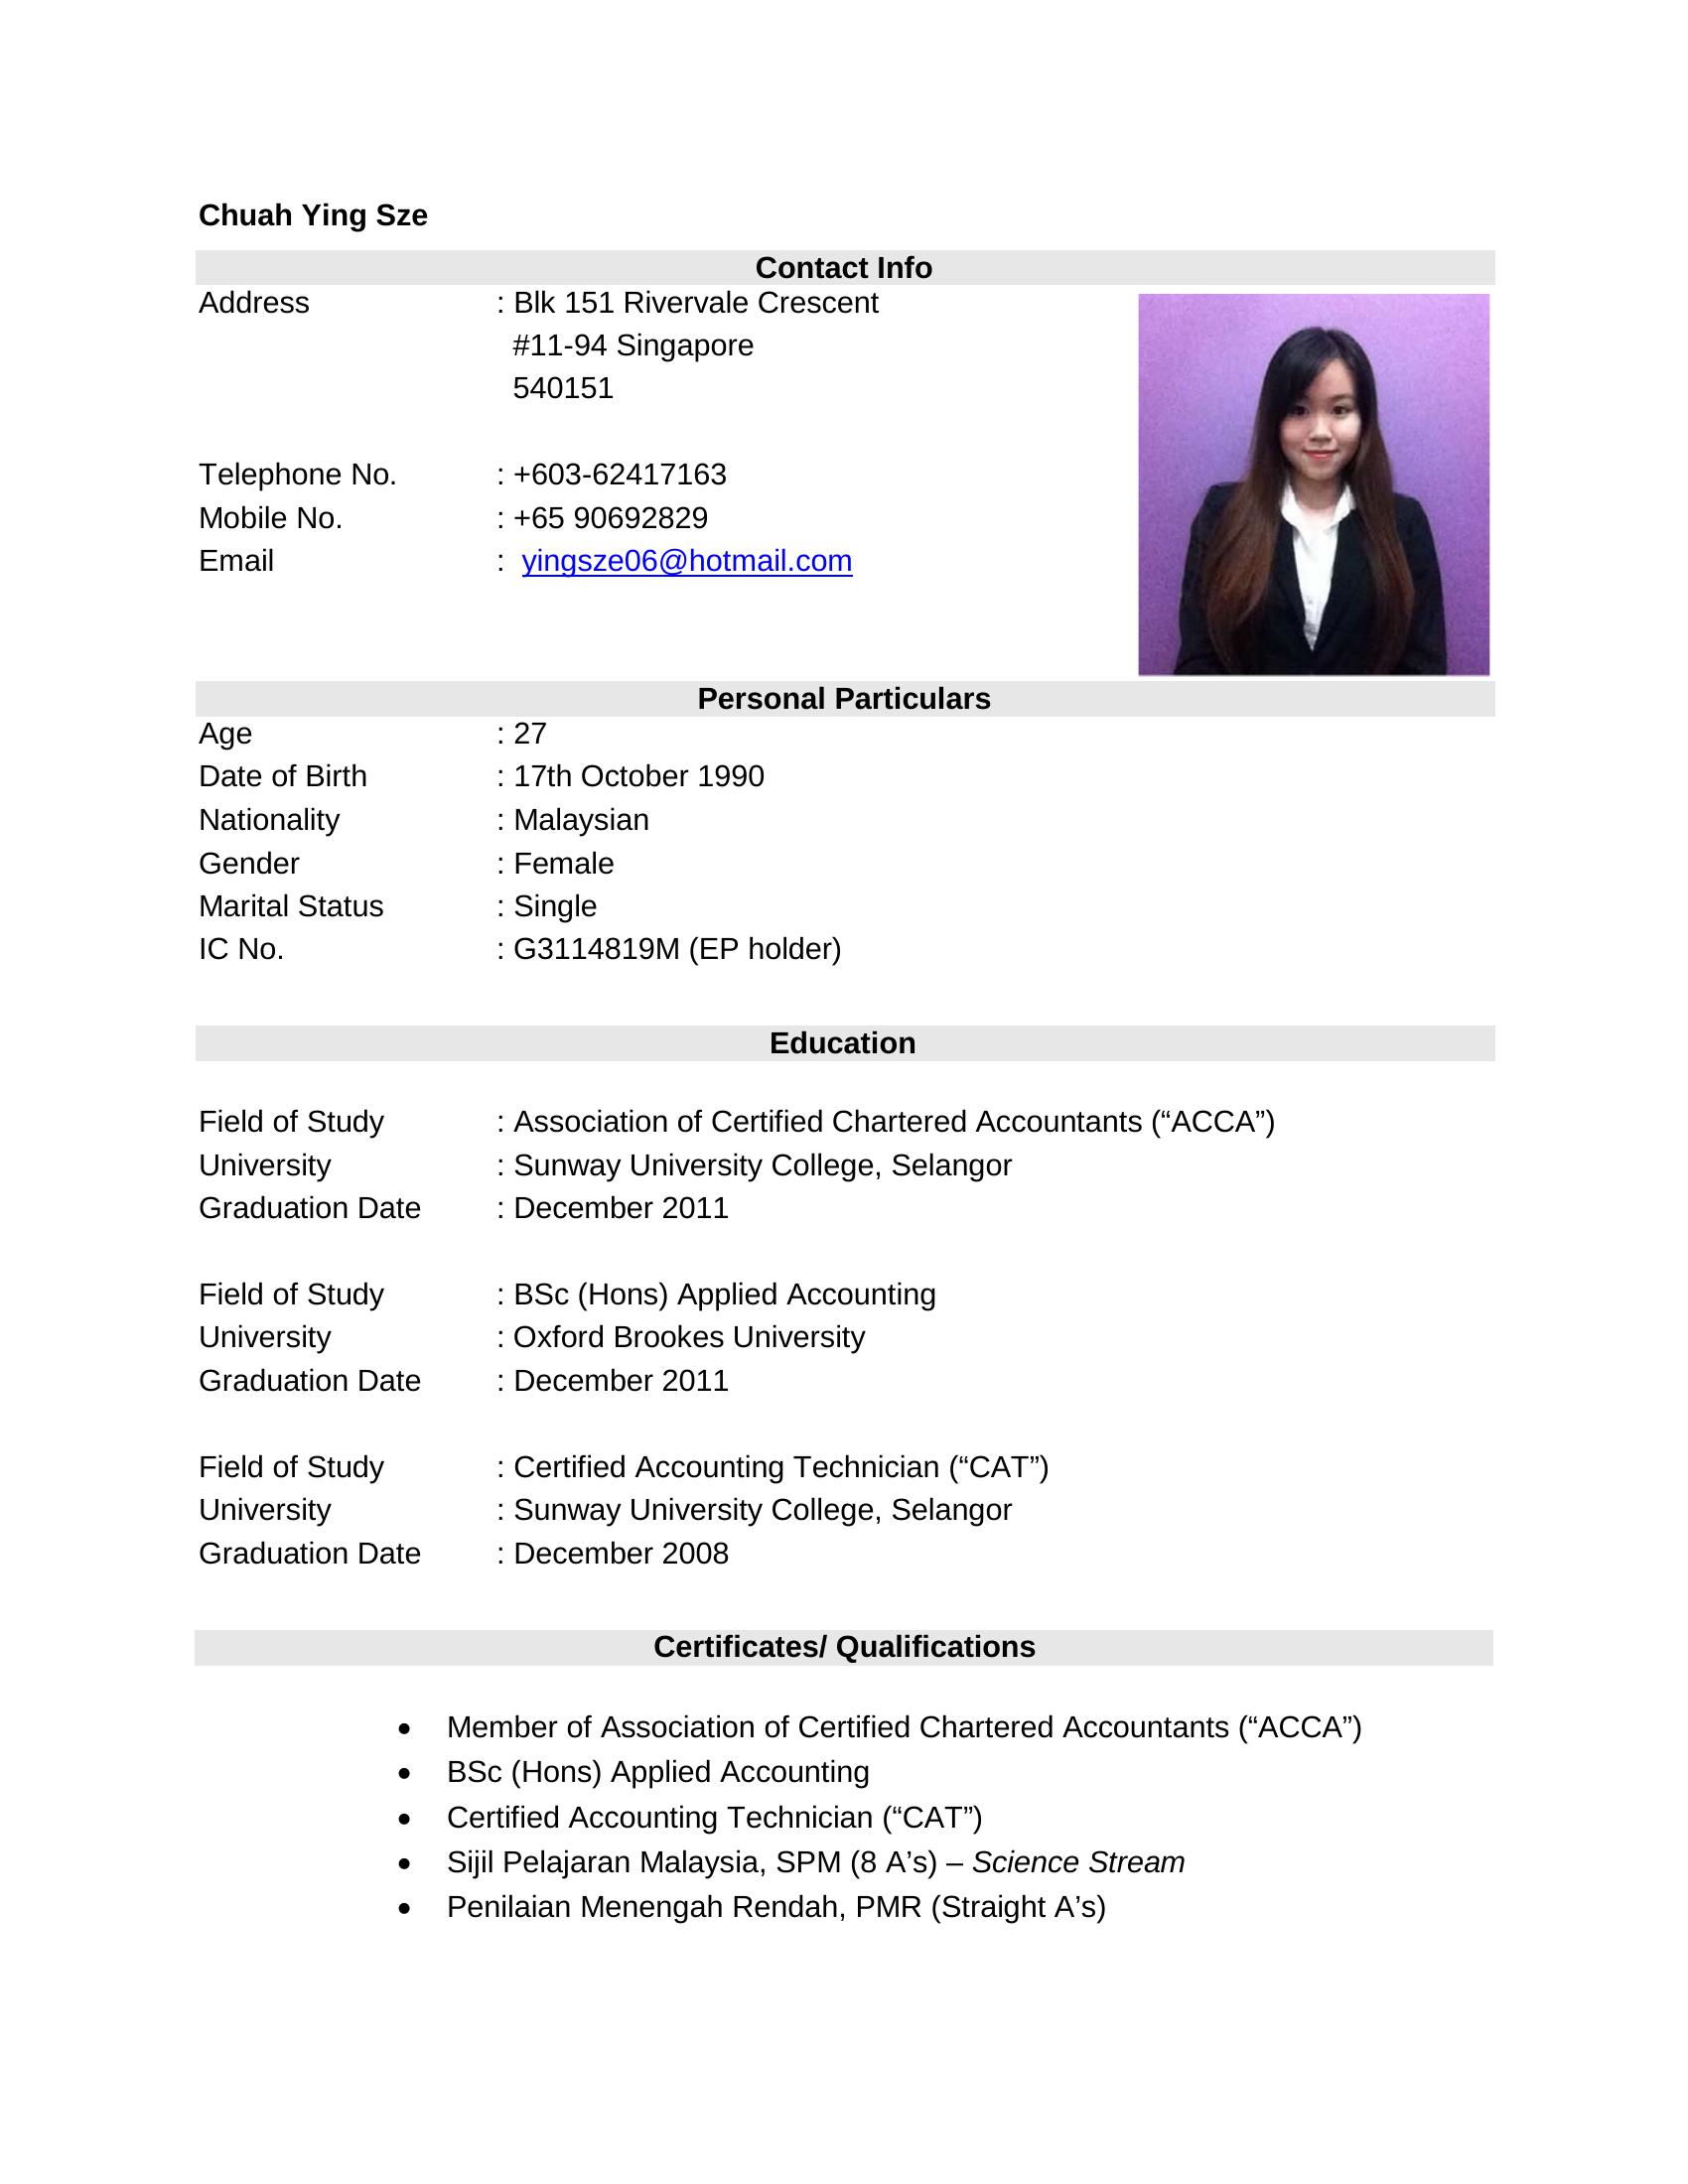 Chuah Ying Sze
Contact Info
Address : Blk 151 Rivervale Crescent
#11-94 Singapore
540151
Telephone No. : +603-62417163
Mobile No. : +65 90692829
Email : yingsze06@hotmail.com
Personal Particulars
Age : 27
Date of Birth : 17th October 1990
Nationality : Malaysian
Gender : Female
Marital Status : Single
IC No. : G3114819M (EP holder)
Education
Field of Study : Association of Certified Chartered Accountants (“ACCA”)
University : Sunway University College, Selangor
Graduation Date : December 2011
Field of Study : BSc (Hons) Applied Accounting
University : Oxford Brookes University
Graduation Date : December 2011
Field of Study : Certified Accounting Technician (“CAT”)
University : Sunway University College, Selangor
Graduation Date : December 2008
Certificates/ Qualifications
• Member of Association of Certified Chartered Accountants (“ACCA”)
• BSc (Hons) Applied Accounting
• Certified Accounting Technician (“CAT”)
• Sijil Pelajaran Malaysia, SPM (8 A’s) – Science Stream
• Penilaian Menengah Rendah, PMR (Straight A’s)